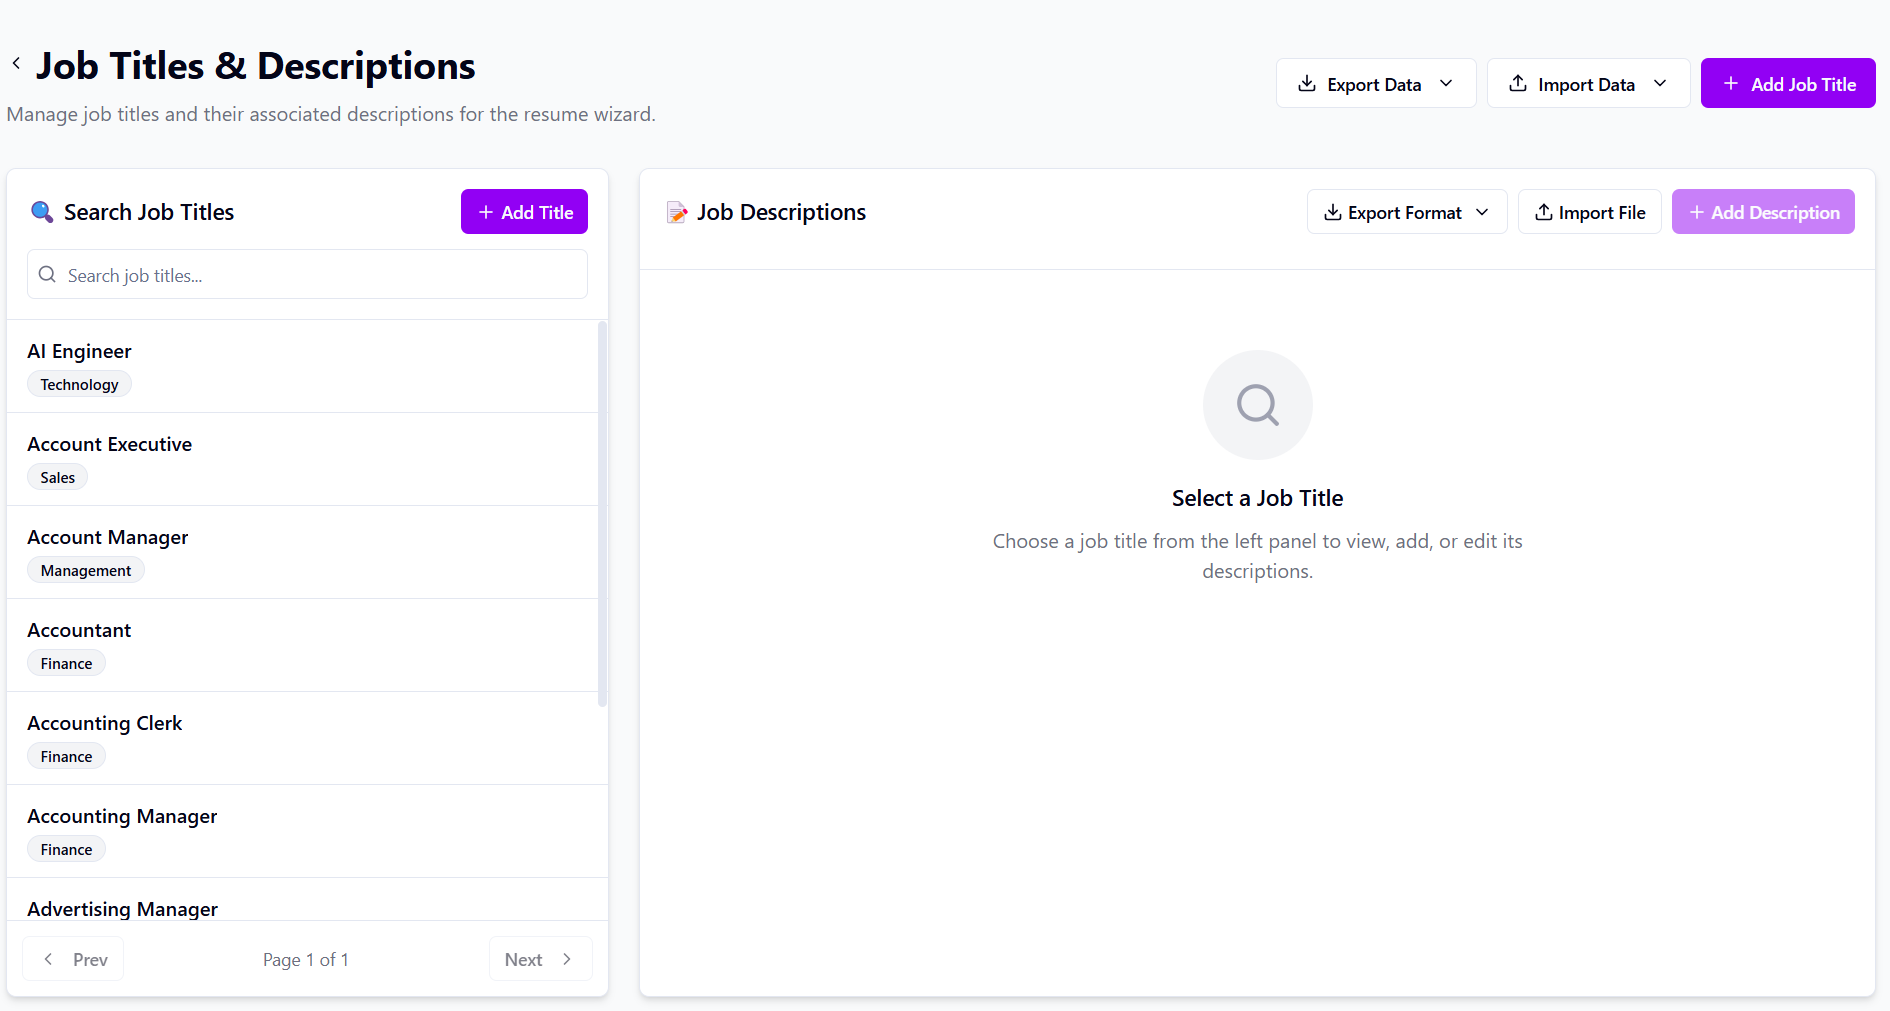 Job Titles & Descriptions
Manage job titles and their associated descriptions for the resume wizard.
Export Data
Import Data
Add Job Title
Search Job Titles
Add Title
Search job titles...
AI Engineer
Technology
Account Executive
Sales
Account Manager
Management
Accountant
Finance
Accounting Clerk
Finance
Accounting Manager
Finance
Advertising Manager
Prev
Page 1 of 1
Next
Job Descriptions
Export Format
Import File
Add Description
Select a Job Title
Choose a job title from the left panel to view, add, or edit its
descriptions.